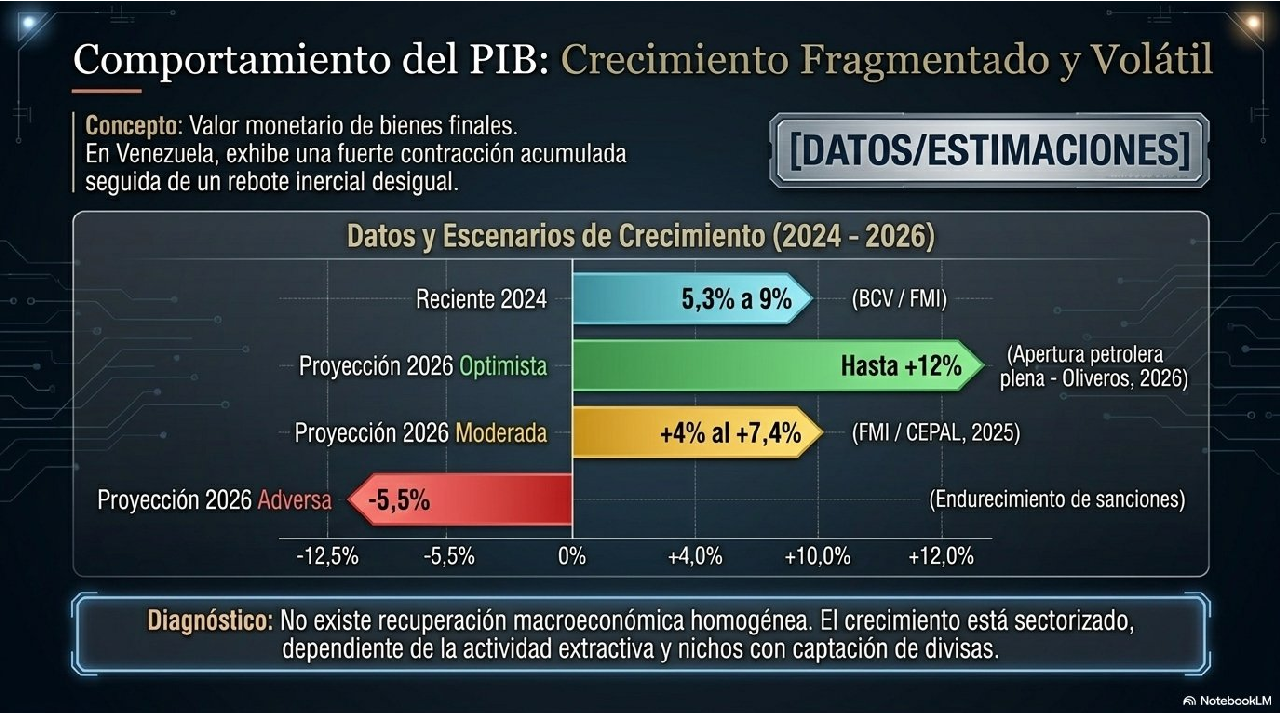 Comportamiento del PIB: Crecimiento Fragmentado y Volátil
Concepto: Valor monetario de bienes finales.
En Venezuela, exhibe una fuerte contracción acumulada
seguida de un rebote inercial desigual.
[DATOS/ESTIMACIONES]
Datos y Escenarios de Crecimiento (2024 - 2026)
Reciente 2024 5,3% a 9% (BCV / FMI)
Proyección 2026 Optimista Hasta +12% (Apertura petrolera
plena - Oliveros, 2026)
Proyección 2026 Moderada +4% al +7,4% (FMI / CEPAL, 2025)
Proyección 2026 Adversa -5,5% (Endurecimiento de sanciones)
-12,5% -5,5% 0% +4,0% +10,0% +12,0%
Diagnóstico: No existe recuperación macroeconómica homogénea. El crecimiento está sectorizado,
dependiente de la actividad extractiva y nichos con captación de divisas.
NotebookLM